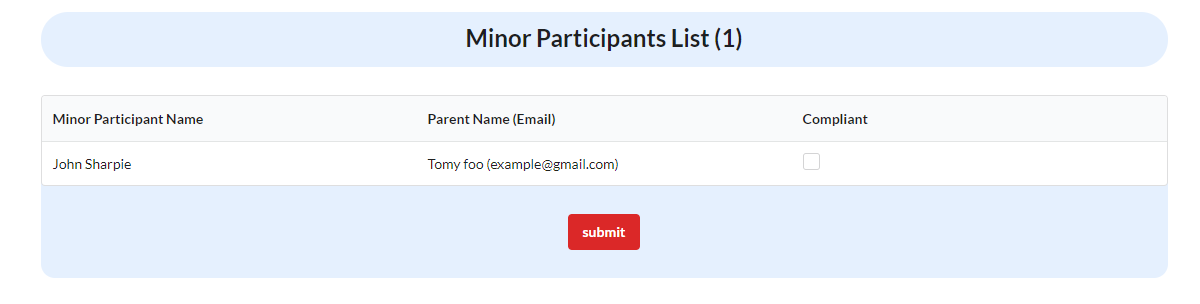 Minor Participants List (1)
Minor Participant Name Parent Name (Email) Compliant
John Sharpie Tomy foo (example@gmail.com)
submit